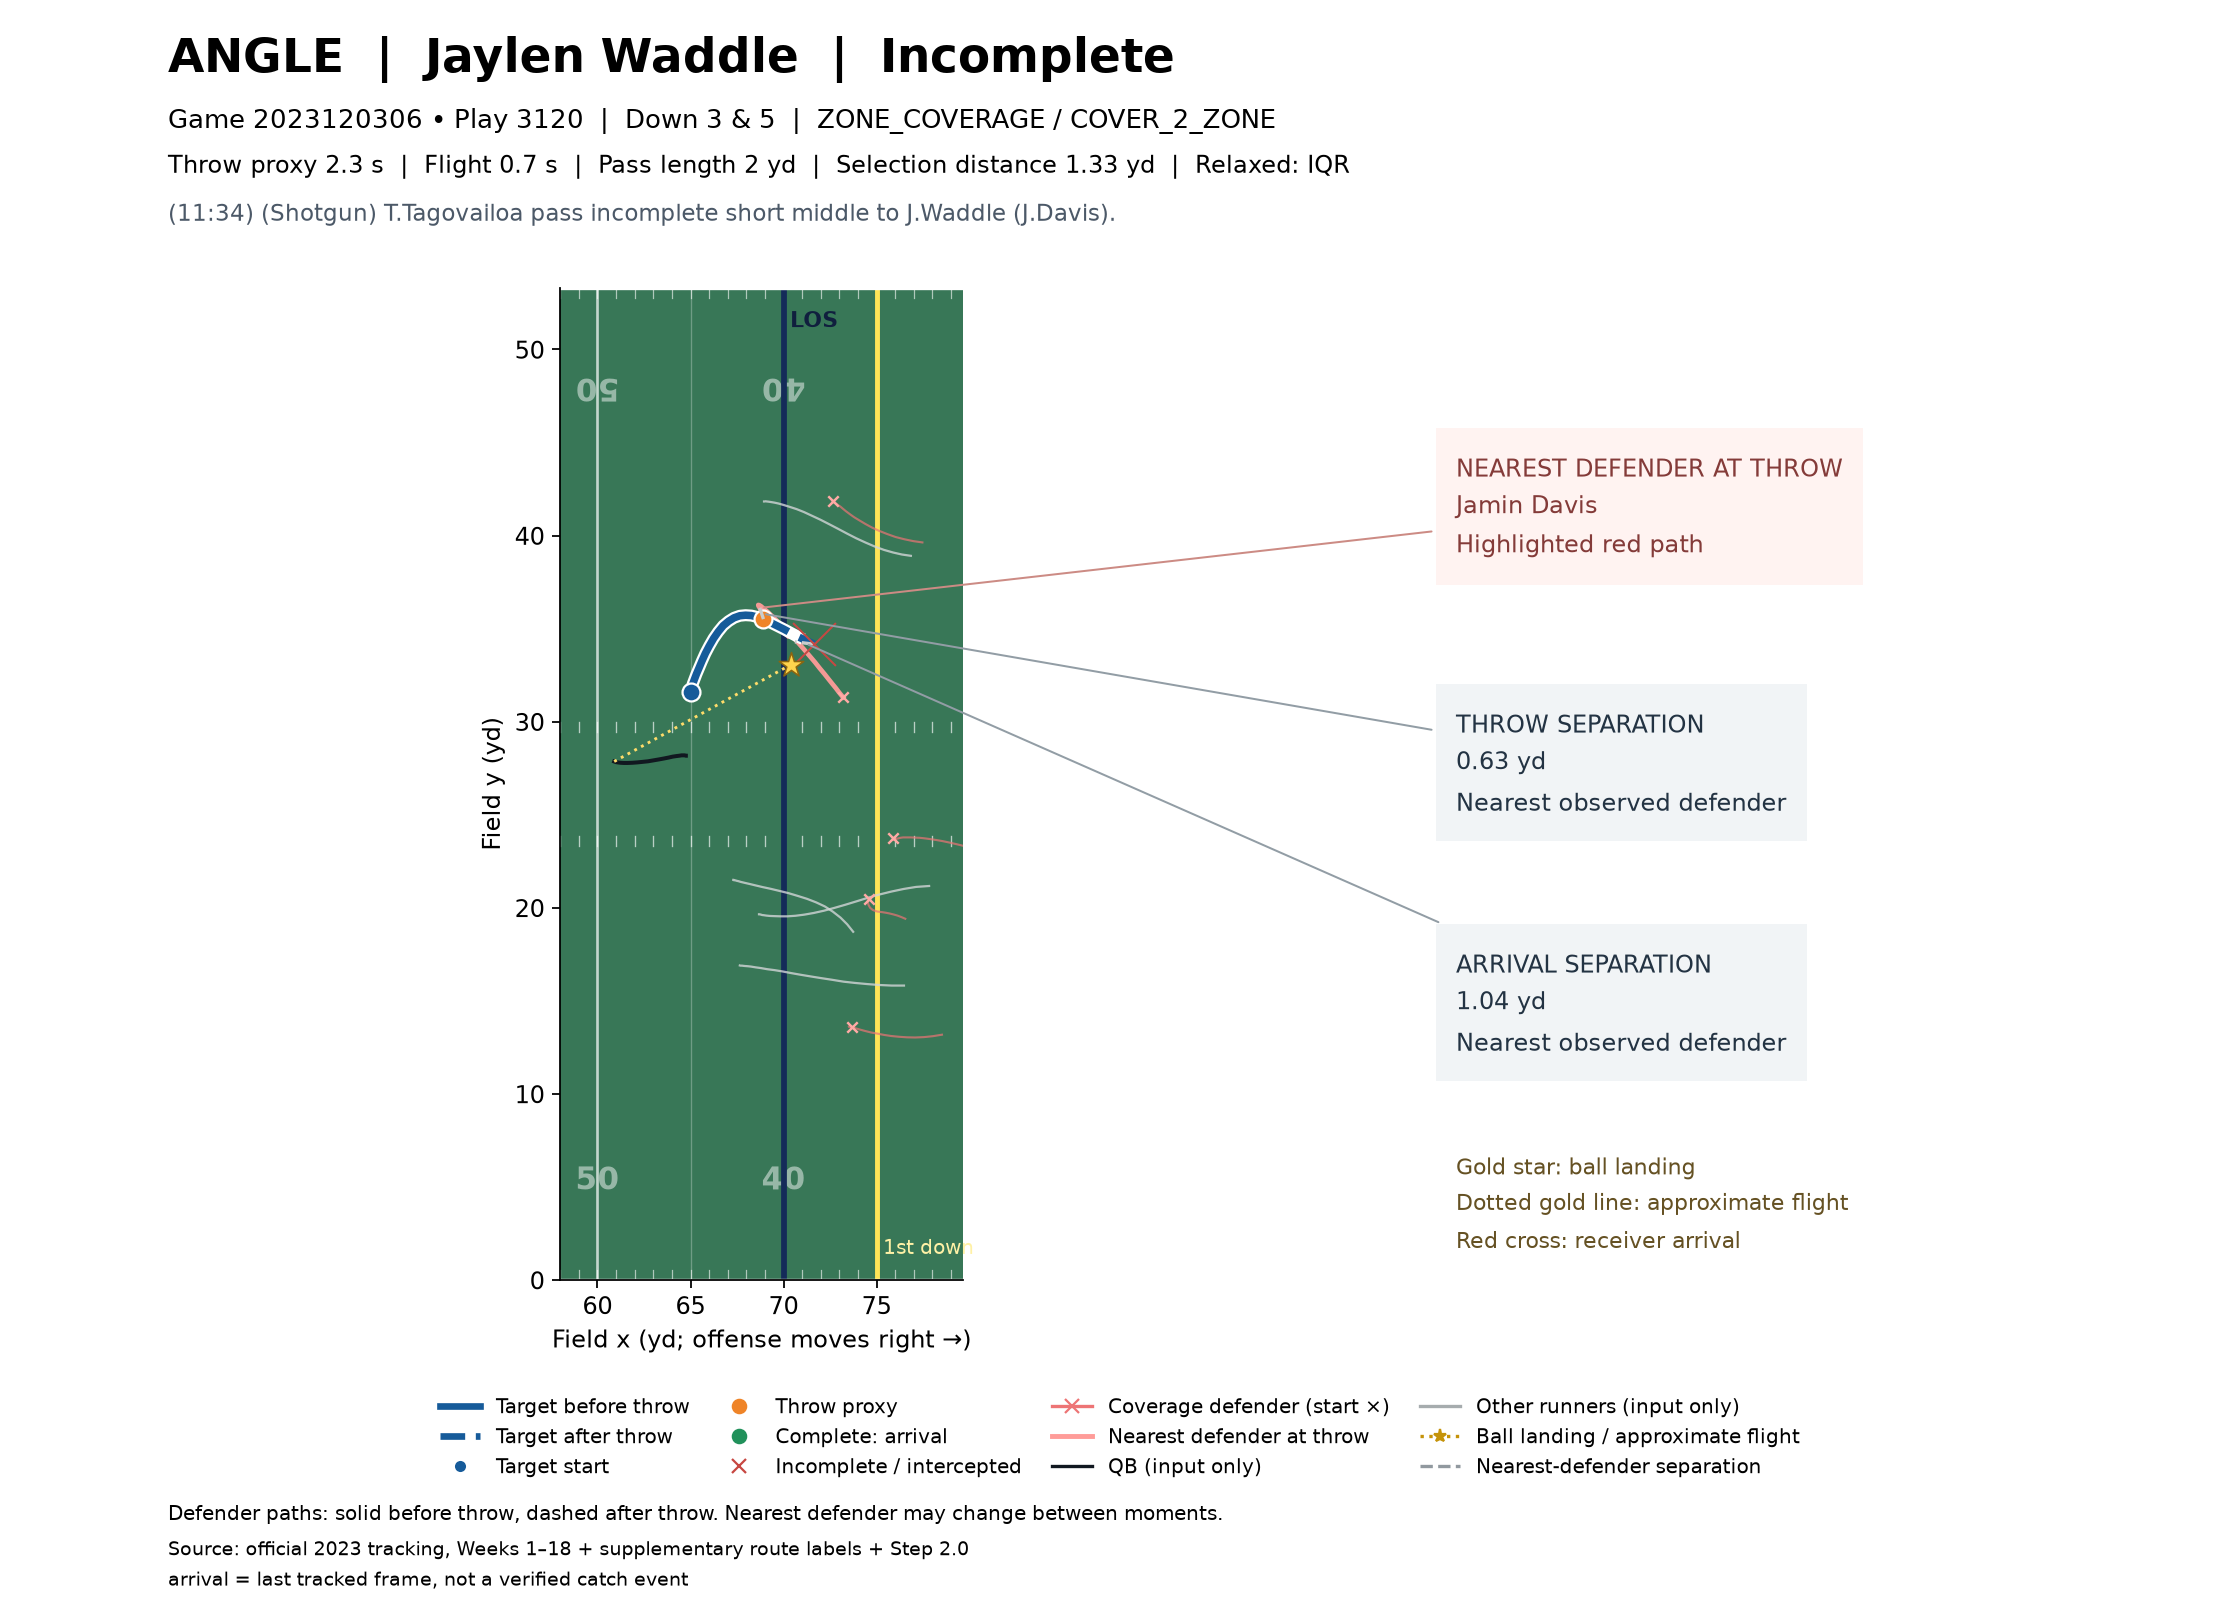 ANGLE | Jaylen Waddle | Incomplete
Game 2023120306 • Play 3120 | Down 3 & 5 | ZONE_COVERAGE / COVER_2_ZONE
Throw proxy 2.3 s | Flight 0.7 s | Pass length 2 yd | Selection distance 1.33 yd | Relaxed: IQR
(11:34) (Shotgun) T.Tagovailoa pass incomplete short middle to J.Waddle (J.Davis).
LOS
50 40
50
40
30
20
10
0
Field y (yd)
50 40
1st down
60 65 70 75
Field x (yd; offense moves right →)
NEAREST DEFENDER AT THROW
Jamin Davis
Highlighted red path
THROW SEPARATION
0.63 yd
Nearest observed defender
ARRIVAL SEPARATION
1.04 yd
Nearest observed defender
Gold star: ball landing
Dotted gold line: approximate flight
Red cross: receiver arrival
Target before throw
Target after throw
Target start
Throw proxy
Complete: arrival
Incomplete / intercepted
Coverage defender (start ×)
Nearest defender at throw
QB (input only)
Other runners (input only)
Ball landing / approximate flight
Nearest-defender separation
Defender paths: solid before throw, dashed after throw. Nearest defender may change between moments.
Source: official 2023 tracking, Weeks 1–18 + supplementary route labels + Step 2.0
arrival = last tracked frame, not a verified catch event